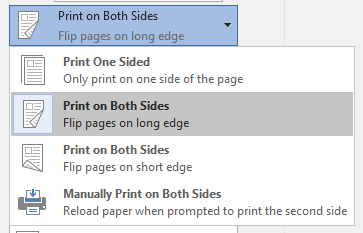 Print on Both Sides
Flip pages on long edge
Print One Sided
Only print on one side of the page
Print on Both Sides
Flip pages on long edge
Print on Both Sides
Flip pages on short edge
Manually Print on Both Sides
Reload paper when prompted to print the second side